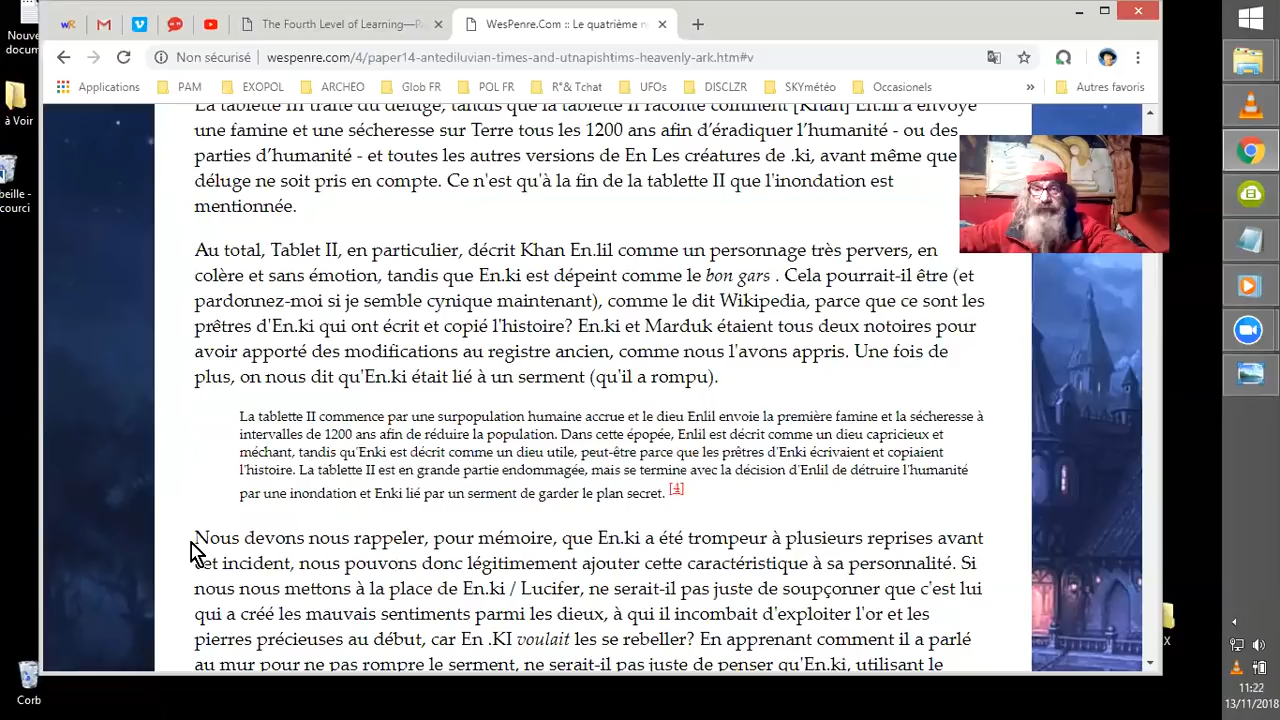 Nouve
docum
à Voir
eille -
courci
Corb
The Fourth Level of Learning—P
WesPenre.Com :: Le quatrième n
Non sécurisé
wespenre.com/4/paper14-antediluvian-times-and-utnapishtims-heavenly-ark.htm#v
Applications
PAM
EXOPOL
ARCHEO
Glob FR
POL FR
R*& Tchat
UFOs
DISCLZR
SKYmétéo
Occasionels
»
Autres favoris
La tablette III traite du déluge, tandis que la tablette II raconte comment [Khan] En.lil a envoyé
une famine et une sécheresse sur Terre tous les 1200 ans afin d’éradiquer l’humanité - ou des
parties d’humanité - et toutes les autres versions de En Les créatures de .ki, avant même que
déluge ne soit pris en compte. Ce n'est qu'à la fin de la tablette II que l'inondation est
mentionnée.
Au total, Tablet II, en particulier, décrit Khan En.lil comme un personnage très pervers, en
colère et sans émotion, tandis que En.ki est dépeint comme le bon gars . Cela pourrait-il être (et
pardonnez-moi si je semble cynique maintenant), comme le dit Wikipedia, parce que ce sont les
prêtres d'En.ki qui ont écrit et copié l'histoire? En.ki et Marduk étaient tous deux notoires pour
avoir apporté des modifications au registre ancien, comme nous l'avons appris. Une fois de
plus, on nous dit qu'En.ki était lié à un serment (qu'il a rompu).
La tablette II commence par une surpopulation humaine accrue et le dieu Enlil envoie la première famine et la sécheresse à
intervalles de 1200 ans afin de réduire la population. Dans cette épopée, Enlil est décrit comme un dieu capricieux et
méchant, tandis qu'Enki est décrit comme un dieu utile, peut-être parce que les prêtres d'Enki écrivaient et copiaient
l'histoire. La tablette II est en grande partie endommagée, mais se termine avec la décision d'Enlil de détruire l'humanité
par une inondation et Enki lié par un serment de garder le plan secret. [4]
Nous devons nous rappeler, pour mémoire, que En.ki a été trompeur à plusieurs reprises avant
cet incident, nous pouvons donc légitimement ajouter cette caractéristique à sa personnalité. Si
nous nous mettons à la place de En.ki / Lucifer, ne serait-il pas juste de soupçonner que c'est lui
qui a créé les mauvais sentiments parmi les dieux, à qui il incombait d'exploiter l'or et les
pierres précieuses au début, car En .KI voulait les se rebeller? En apprenant comment il a parlé
au mur pour ne pas rompre le serment, ne serait-il pas juste de penser qu'En.ki, utilisant le
X
11:22
13/11/2018